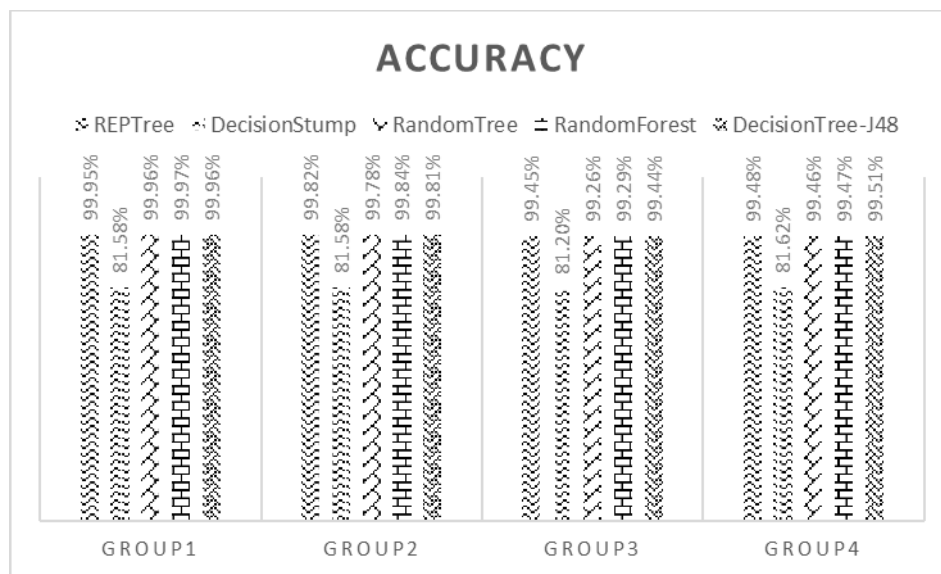 ACCURACY
REPTree DecisionStump RandomTree RandomForest DecisionTree-J48
99.95% 81.58% 99.96% 99.97% 99.96% 99.82% 81.58% 99.78% 99.84% 99.81% 99.45% 81.20% 99.26% 99.29% 99.44% 99.48% 81.62% 99.46% 99.47% 99.51%
GROUP1 GROUP2 GROUP3 GROUP4